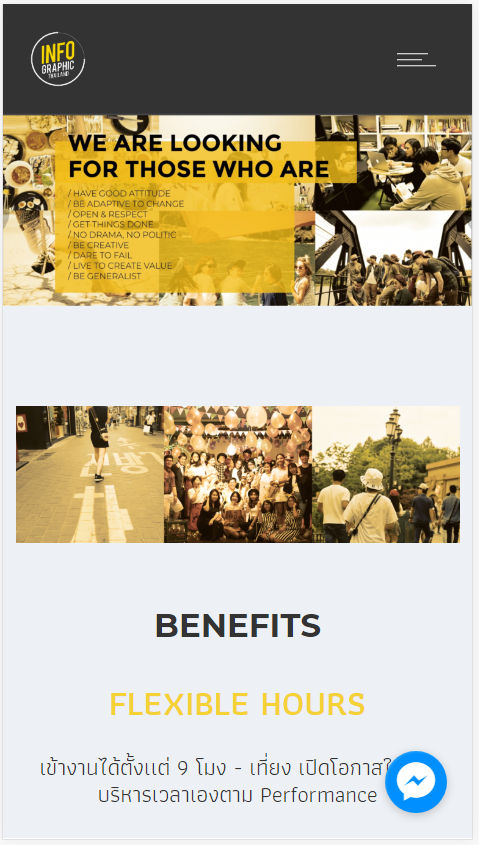 INFO
GRAPHIC
THAILAND
WE ARE LOOKING
FOR THOSE WHO ARE
/ HAVE GOOD ATTITUDE
/ BE ADAPTIVE TO CHANGE
/ OPEN & RESPECT
/ GET THINGS DONE
/ NO DRAMA, NO POLITIC
/ BE CREATIVE
/ DARE TO FAIL
/ LIVE TO CREATE VALUE
/ BE GENERALIST
BENEFITS
FLEXIBLE HOURS
เข้างานได้ตั้งแต่ 9 โมง - เที่ยง เปิดโอกาส
บริหารเวลาเองตาม Performance